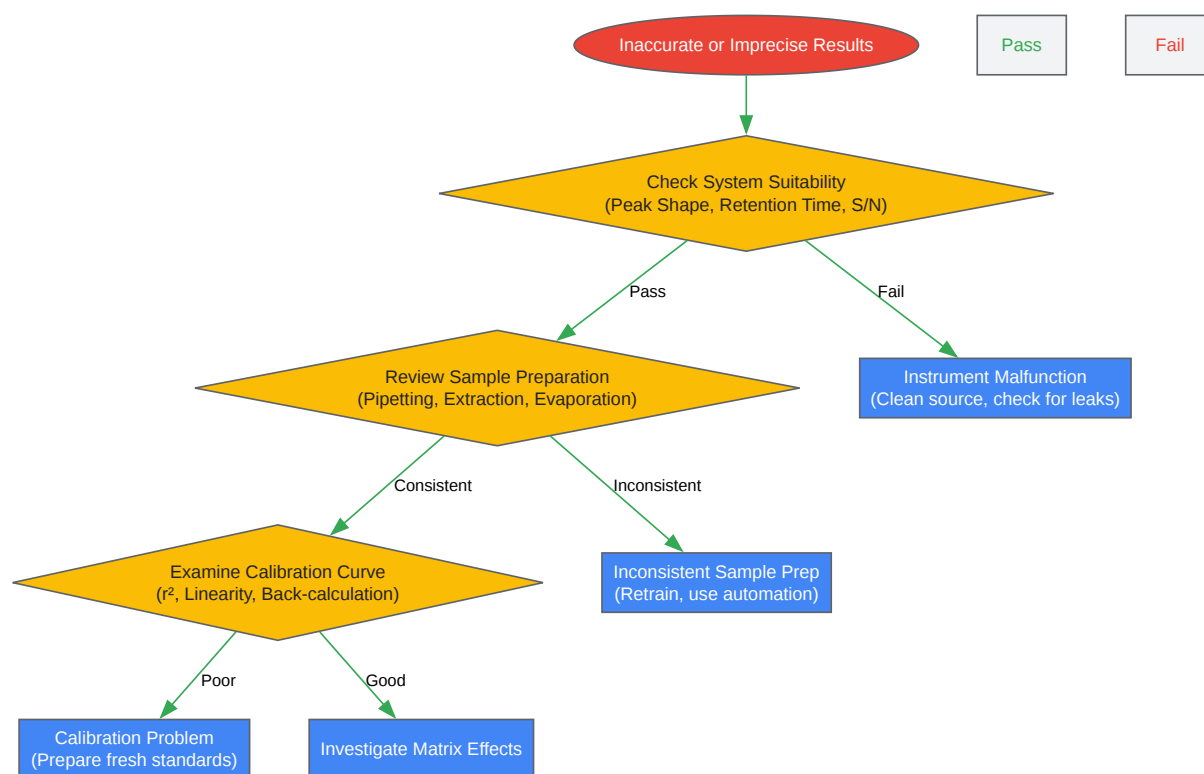 Inaccurate or Imprecise Results
Pass
Fail
Check System Suitability
(Peak Shape, Retention Time, S/N)
Pass
Fail
Review Sample Preparation
(Pipetting, Extraction, Evaporation)
Instrument Malfunction
(Clean source, check for leaks)
Consistent
Inconsistent
Examine Calibration Curve
(r², Linearity, Back-calculation)
Inconsistent Sample Prep
(Retrain, use automation)
Poor
Good
Calibration Problem
(Prepare fresh standards)
Investigate Matrix Effects